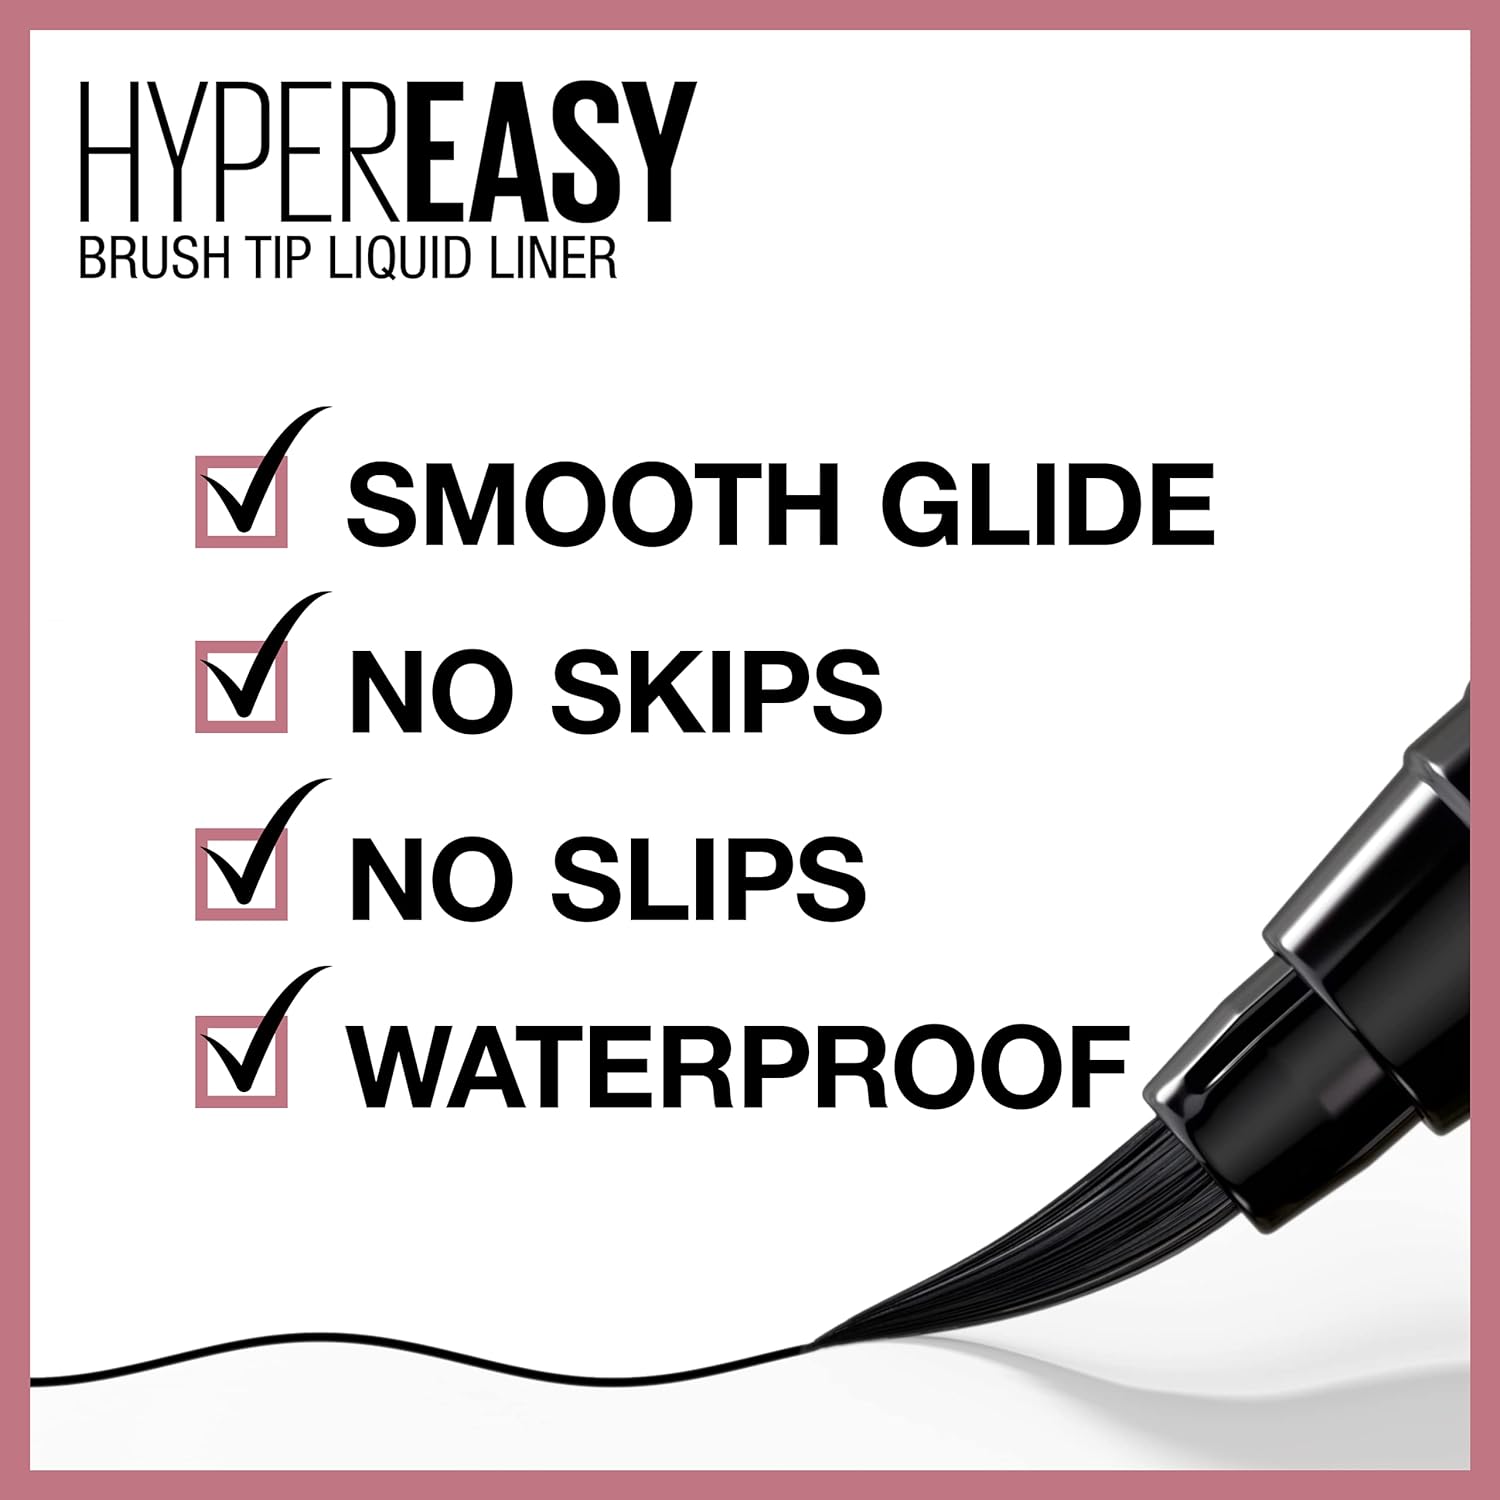 HYPEREASY
BRUSH TIP LIQUID LINER
SMOOTH GLIDE
NO SKIPS
NO SLIPS
WATERPROOF